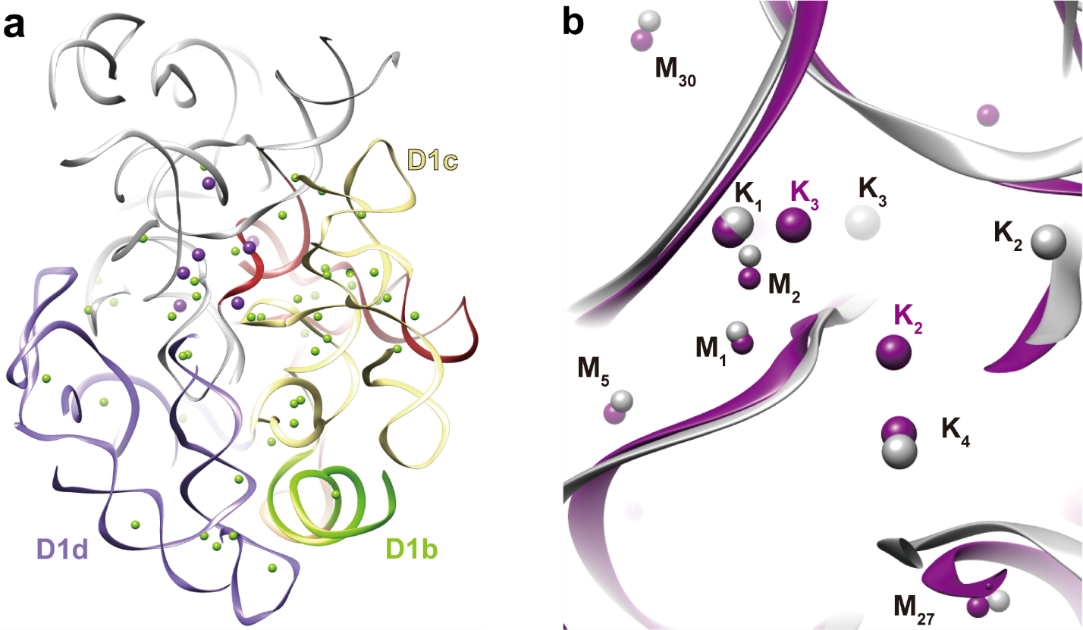 a
b
D1c
D1d
D1b
M₃₀
K₁
K₃
K₃
K₂
M₂
K₂
M₁
M₅
K₄
M₂₇